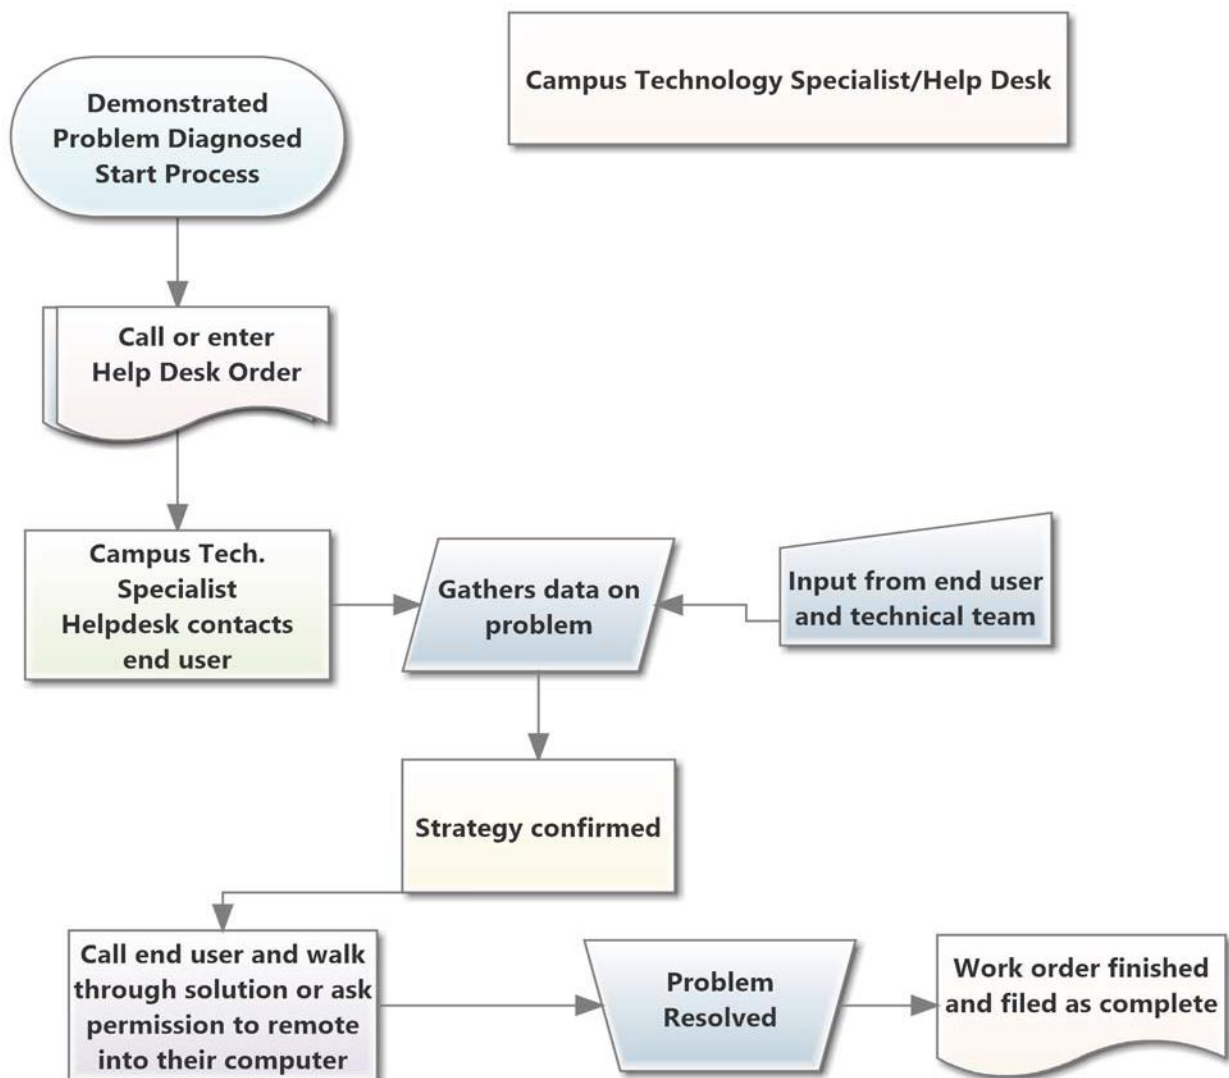 Campus Technology Specialist/Help Desk
Demonstrated
Problem Diagnosed
Start Process
Call or enter
Help Desk Order
Campus Tech.
Specialist
Helpdesk contacts
end user
Gathers data on
problem
Input from end user
and technical team
Strategy confirmed
Call end user and walk
through solution or ask
permission to remote
into their computer
Problem
Resolved
Work order finished
and filed as complete